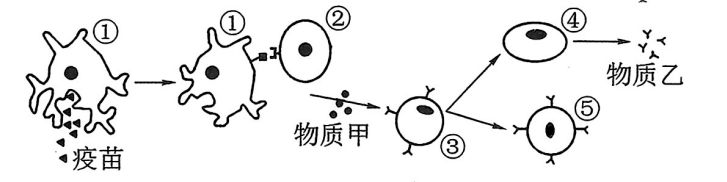 ① ① ② ④
物质乙
⑤
物质甲 ③
疫苗